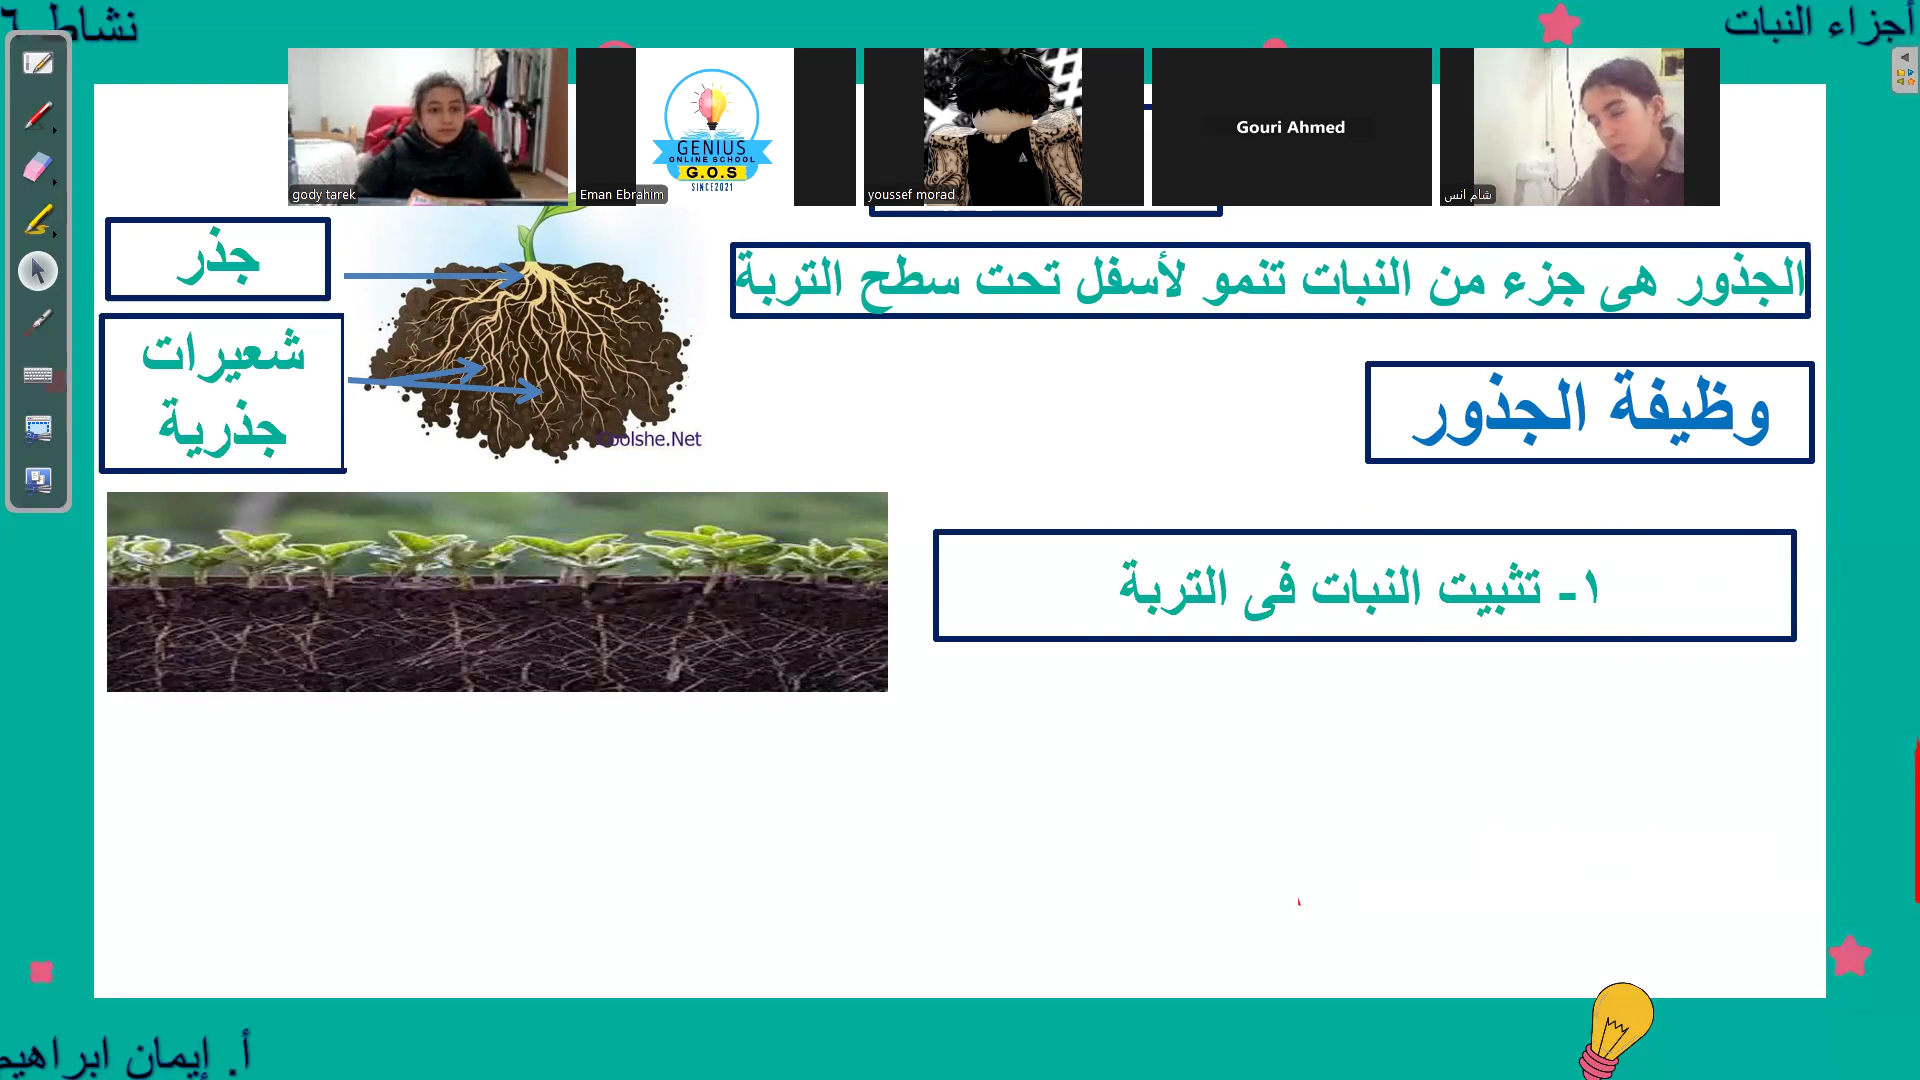 أجزاء النبات
نشاط ٦
gody tarek
GENIUS
ONLINE SCHOOL
G.O.S
SINCE2021
Eman Ebrahim
youssef morad
Gouri Ahmed
شام انس
الجذور هى جزء من النبات تنمو لأسفل تحت سطح التربة
جذر
شعيرات
جذرية
Coolshe.Net
وظيفة الجذور
١- تثبيت النبات فى التربة
أ. إيمان ابراهيم